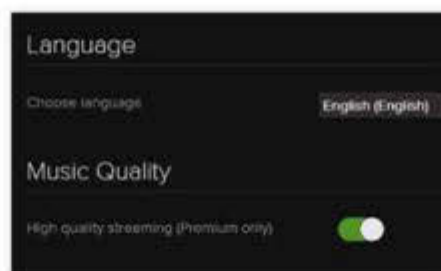 Language
Choose language
English (English)
Music Quality
High quality streaming (Premium only)